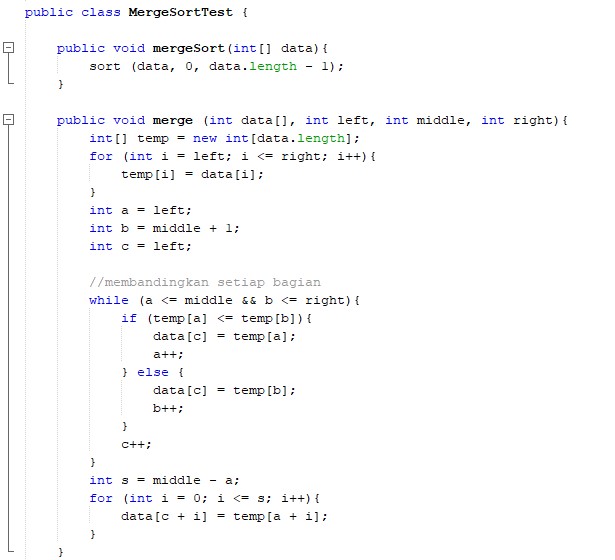 public class MergeSortTest {
public void mergeSort(int[] data){
sort (data, 0, data.length - 1);
}
public void merge (int data[], int left, int middle, int right){
int[] temp = new int[data.length];
for (int i = left; i <= right; i++){
temp[i] = data[i];
}
int a = left;
int b = middle + 1;
int c = left;
//membandingkan setiap bagian
while (a <= middle && b <= right){
if (temp[a] <= temp[b]){
data[c] = temp[a];
a++;
} else {
data[c] = temp[b];
b++;
}
c++;
}
int s = middle - a;
for (int i = 0; i <= s; i++){
data[c + i] = temp[a + i];
}
}